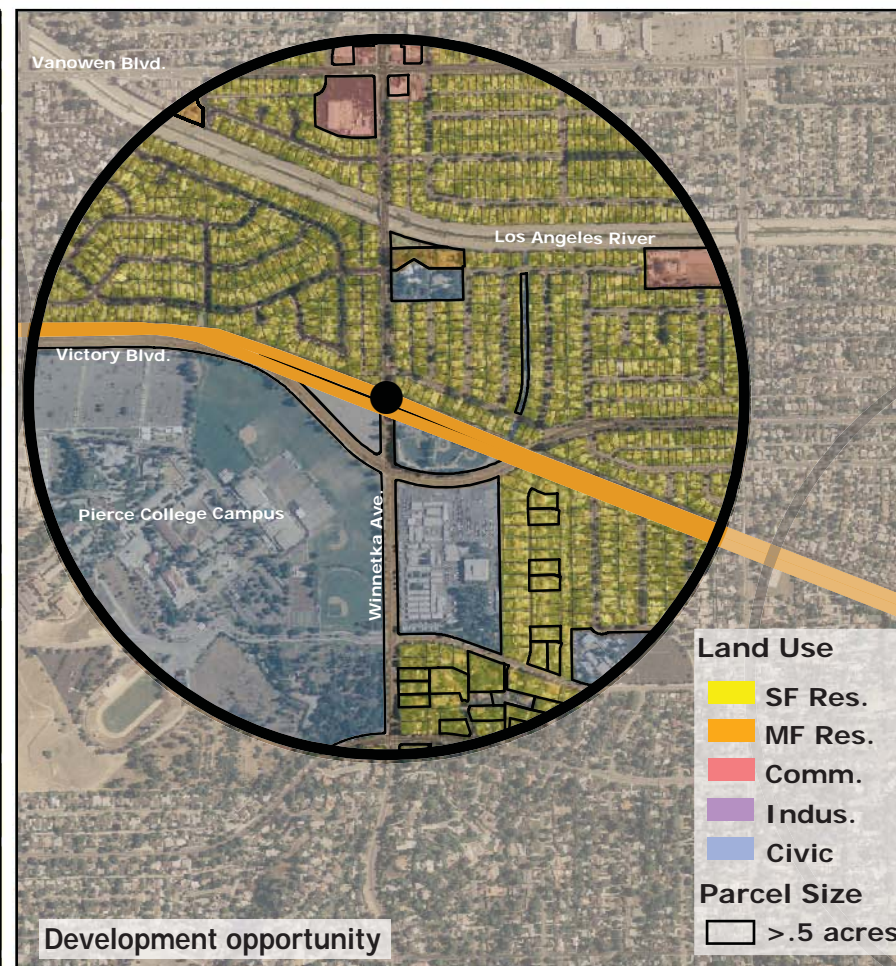 Vanowen Blvd.
Los Angeles River
Victory Blvd.
Pierce College Campus
Winnetka Ave.
Land Use
SF Res.
MF Res.
Comm.
Indus.
Civic
Parcel Size
>.5 acres
Development opportunity